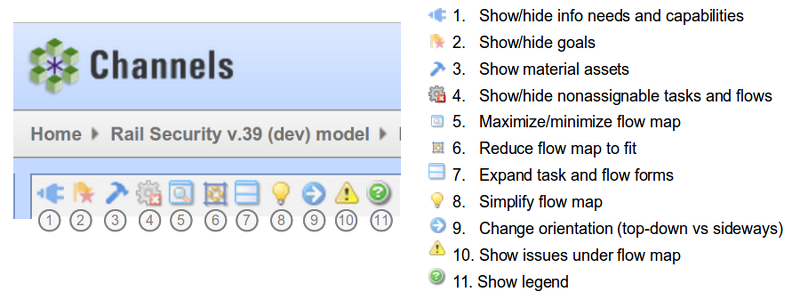 Channels
Home Rail Security v.39 (dev) model
1 2 3 4 5 6 7 8 9 10 11
1. Show/hide info needs and capabilities
2. Show/hide goals
3. Show material assets
4. Show/hide nonassignable tasks and flows
5. Maximize/minimize flow map
6. Reduce flow map to fit
7. Expand task and flow forms
8. Simplify flow map
9. Change orientation (top-down vs sideways)
10. Show issues under flow map
11. Show legend